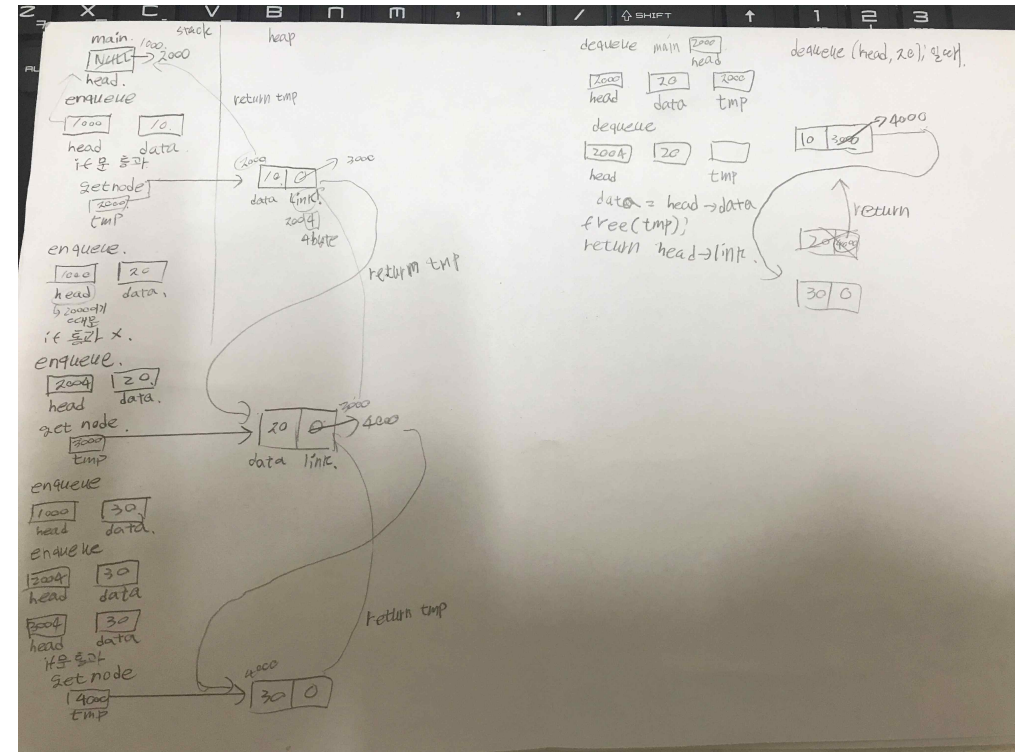 Z X C V B N M , . / ⇧ SHIFT ↑ 1 2 3
main. stack heap
1000
NULL → 2000
head.
enqueue
1000 10.
head data.
if문 통과
getnode
2000
tmp
return tmp
2000
10 0 → 3000
data link.
2004
4byte
return tmp
enqueue.
1000 20
head data.
↳ 2000이기
때문
if 통과 x.
enqueue.
2004 20.
head data.
get node.
3000
tmp
3000
20 0 → 4000
data link.
enqueue
1000 30.
head data.
enqueue
2004 30
head data
3004 30
head data
if문 통과
getnode
4000
tmp
return tmp
4000
30 0
dequeue main 2000
head
2000 20 2000
head data tmp
dequeue
2004 20
head tmp
data = head→data
free(tmp);
return head→link.
dequeue (head, 20); 일때.
10 3000 → 4000
return
20 4000
30 0